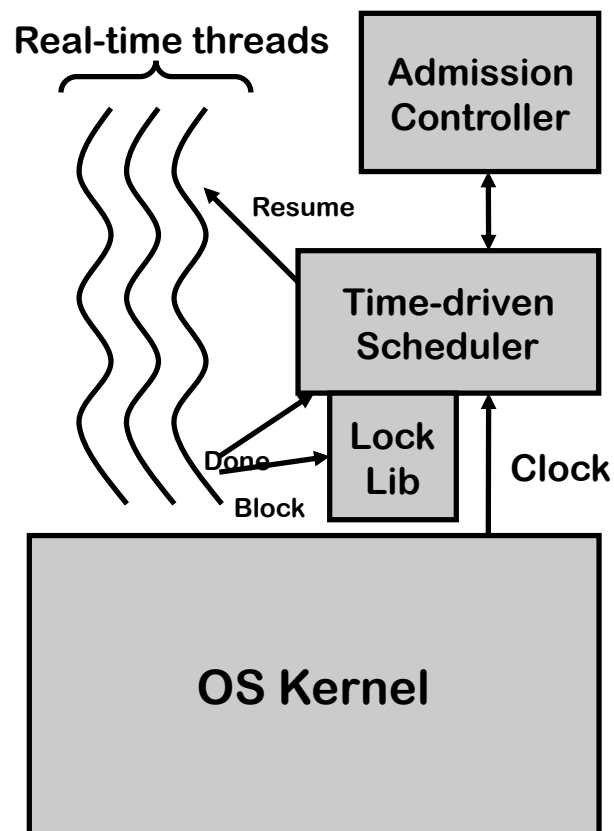 Real-time threads
Admission
Controller
Resume
Time-driven
Scheduler
Done
Lock
Lib
Clock
Block
OS Kernel